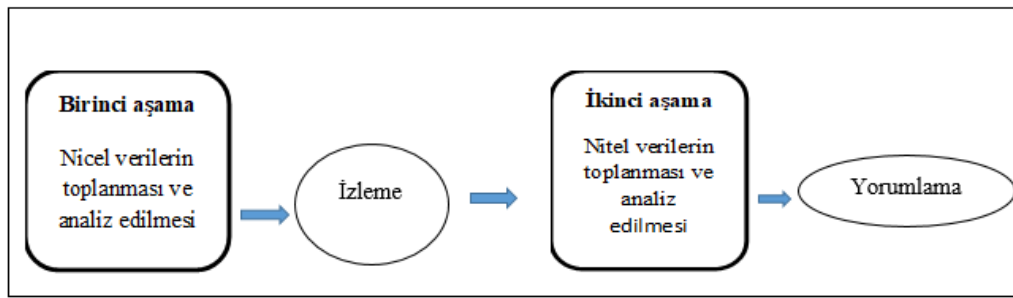 Birinci aşama
Nicel verilerin
toplanması ve
analiz edilmesi
İzleme
İkinci aşama
Nitel verilerin
toplanması ve
analiz
edilmesi
Yorumlama